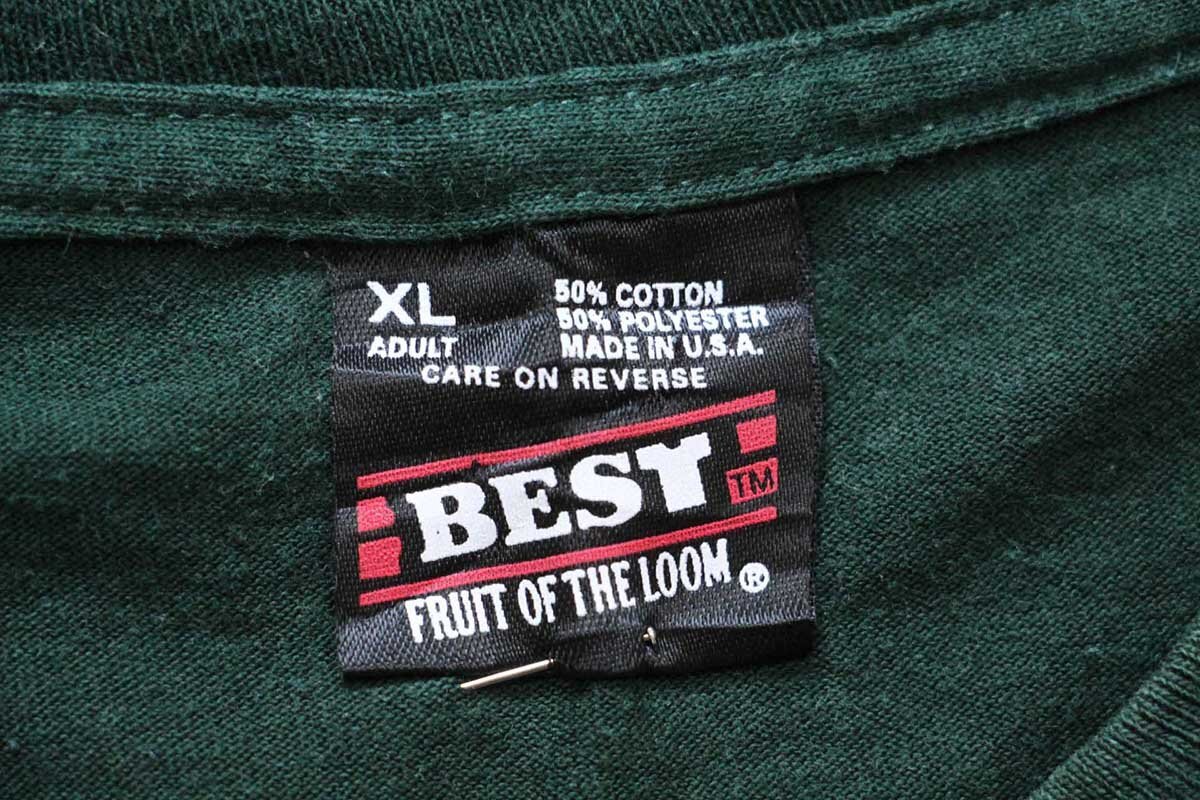 XL
ADULT
50% COTTON
50% POLYESTER
MADE IN U.S.A.
CARE ON REVERSE
BEST TM
FRUIT OF THE LOOM ®